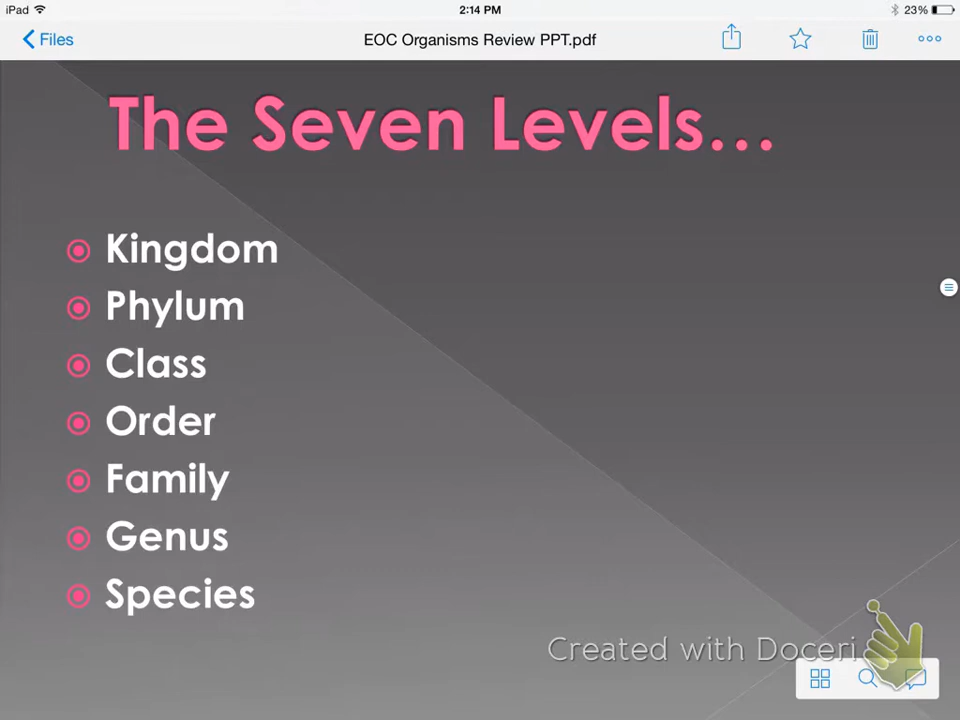 iPad 2:14 PM 23%
Files EOC Organisms Review PPT.pdf
The Seven Levels...
Kingdom
Phylum
Class
Order
Family
Genus
Species
Created with Doceri